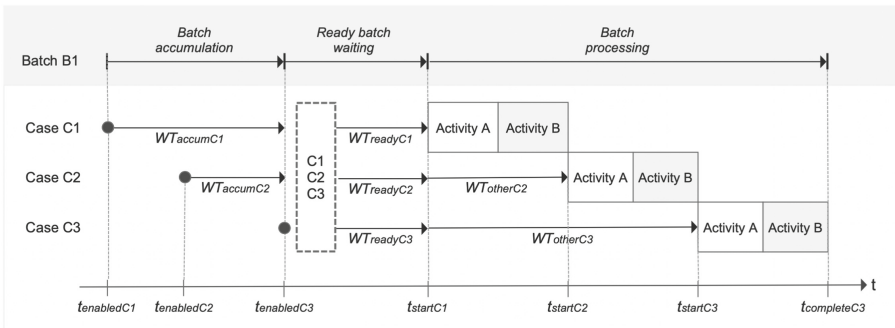 Batch accumulation
Ready batch waiting
Batch processing
Batch B1
Case C1
WTaccumC1
WTreadyC1
Activity A
Activity B
Case C2
WTaccumC2
C1
C2
C3
WTreadyC2
WTotherC2
Activity A
Activity B
Case C3
WTreadyC3
WTotherC3
Activity A
Activity B
t
tenabledC1
tenabledC2
tenabledC3
tstartC1
tstartC2
tstartC3
tcompleteC3